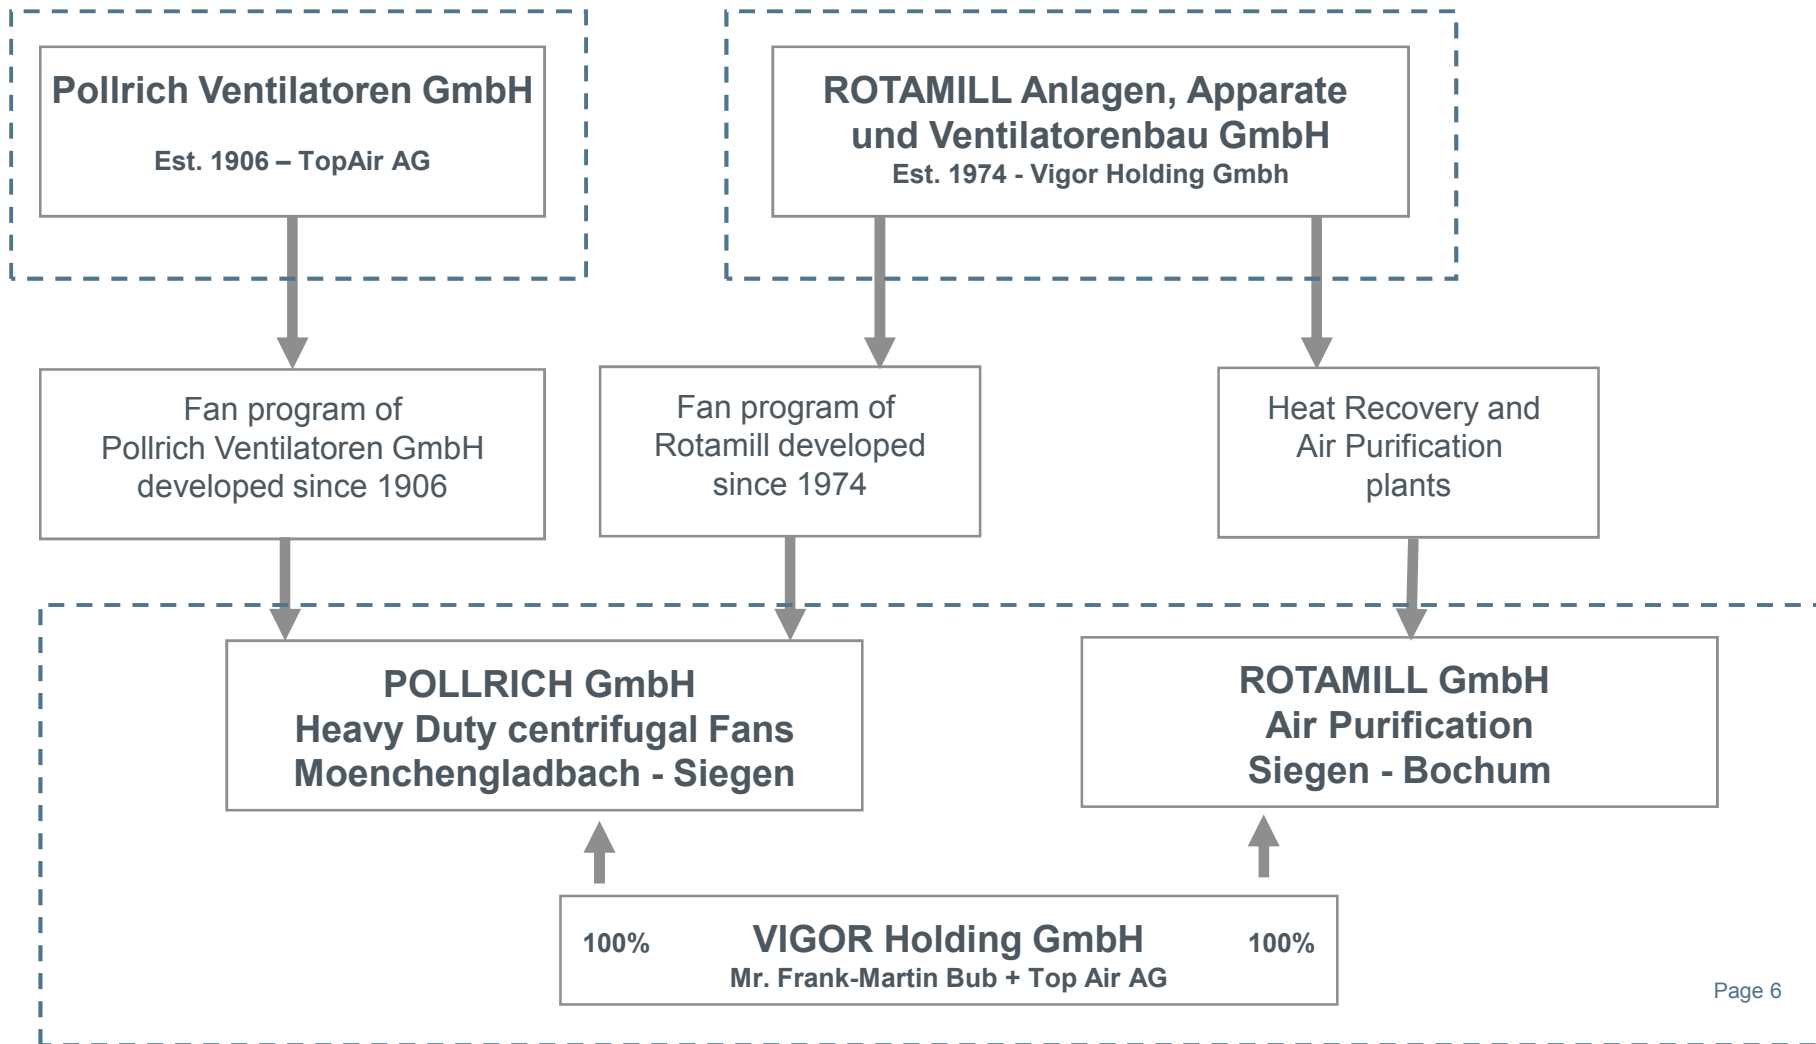 Pollrich Ventilatoren GmbH
Est. 1906 – TopAir AG
ROTAMILL Anlagen, Apparate
und Ventilatorenbau GmbH
Est. 1974 - Vigor Holding Gmbh
Fan program of
Pollrich Ventilatoren GmbH
developed since 1906
Fan program of
Rotamill developed
since 1974
Heat Recovery and
Air Purification
plants
POLLRICH GmbH
Heavy Duty centrifugal Fans
Moenchengladbach - Siegen
ROTAMILL GmbH
Air Purification
Siegen - Bochum
100%
VIGOR Holding GmbH
100%
Mr. Frank-Martin Bub + Top Air AG
Page 6